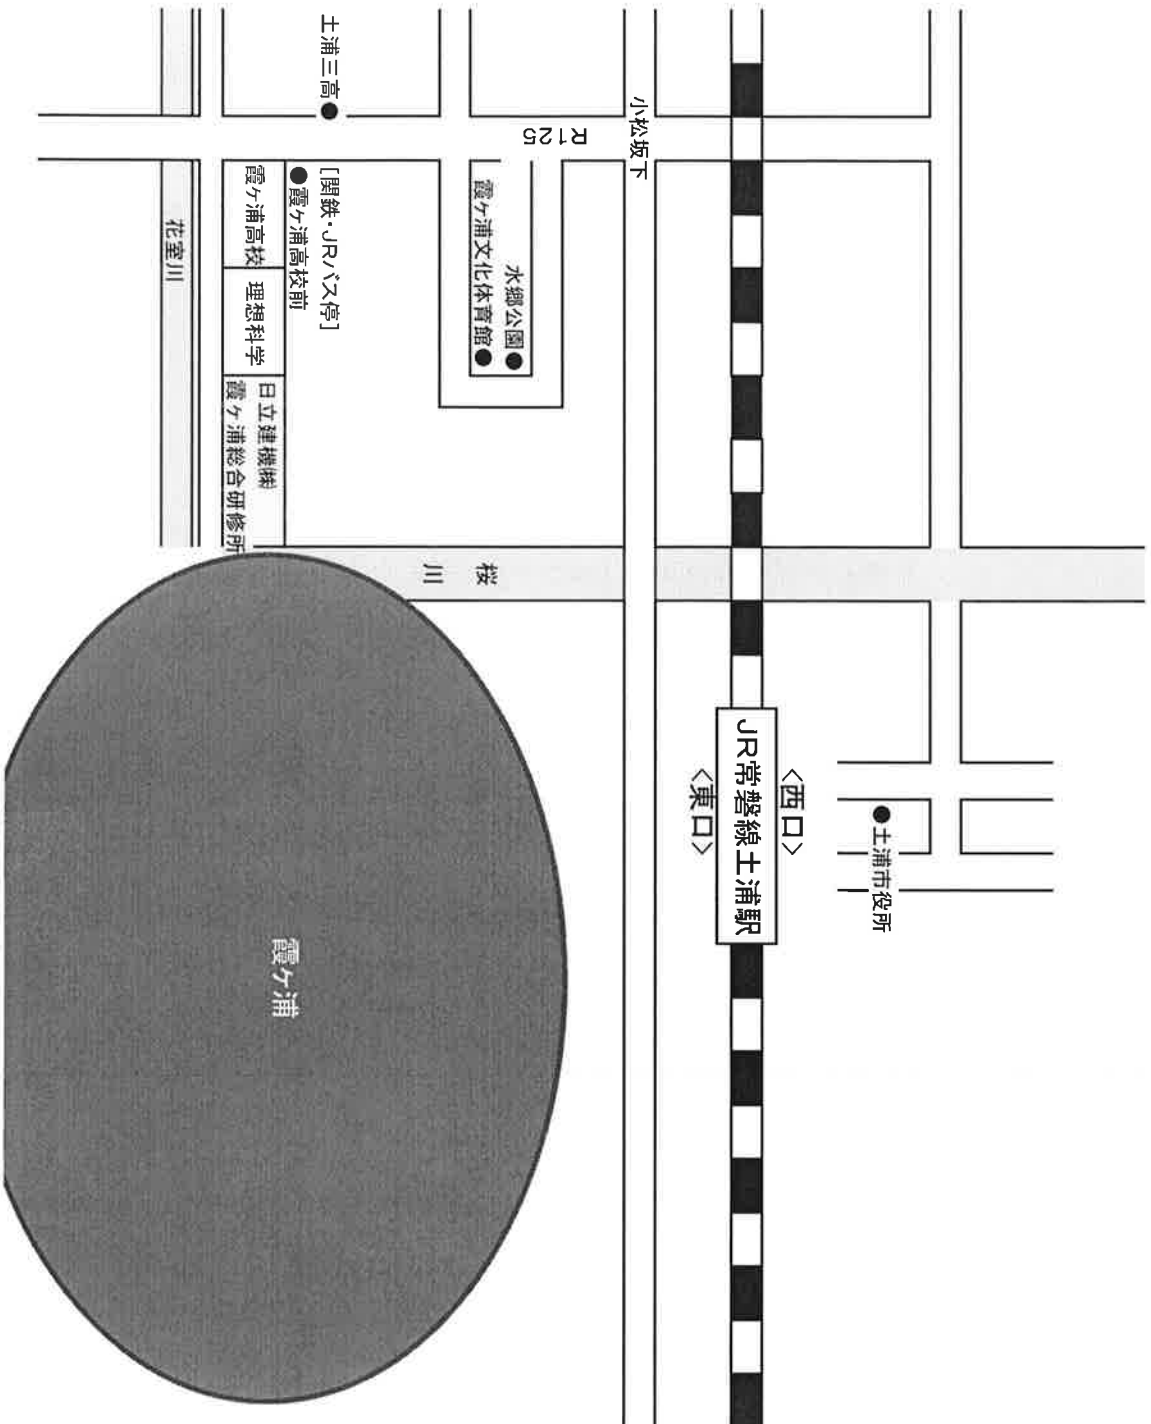 土浦市役所
<西口>
JR常磐線土浦駅
<東口>
小松坂下
R125
水郷公園
霞ヶ浦文化体育館
桜川
土浦三高
[関鉄・JRバス停]
霞ヶ浦高校前
霞ヶ浦高校
理想科学
日立建機㈱
霞ヶ浦総合研修所
花室川
霞ヶ浦